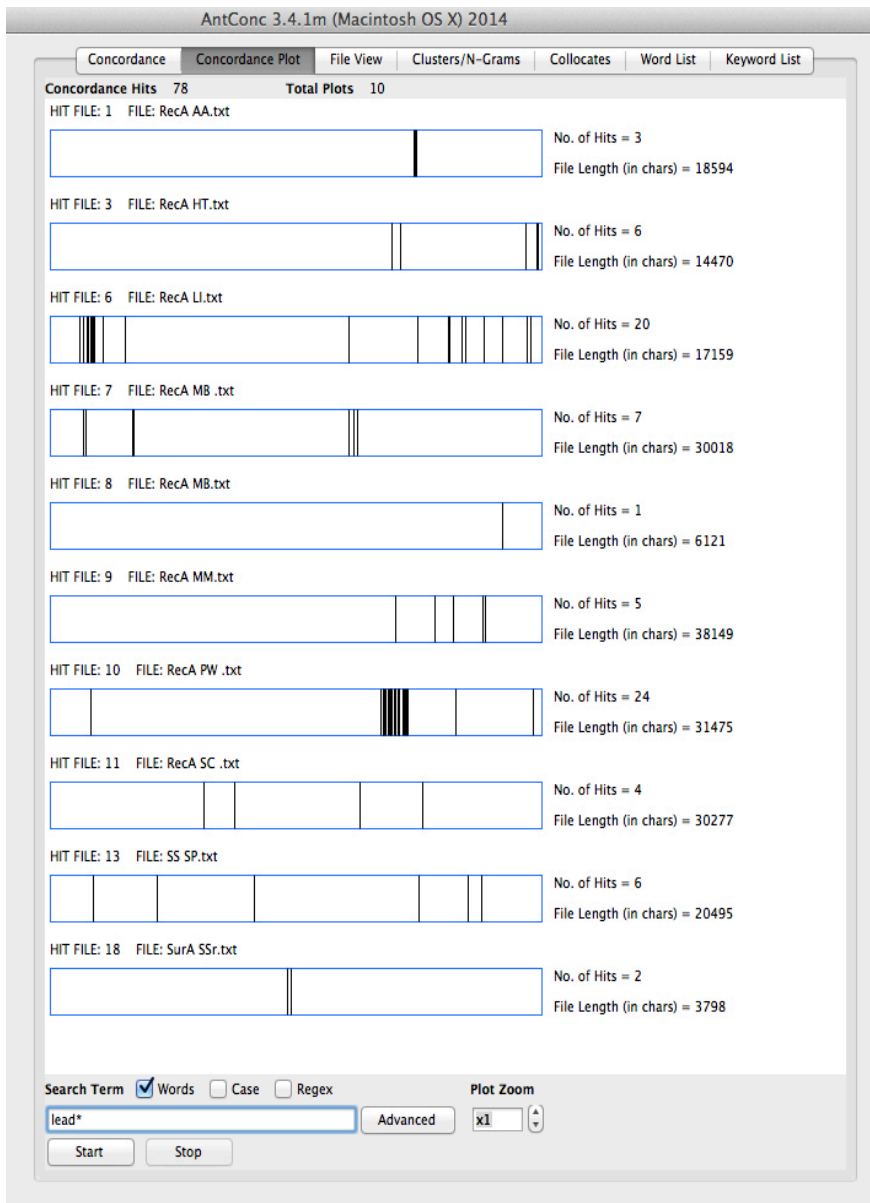 AntConc 3.4.1m (Macintosh OS X) 2014
Concordance Concordance Plot File View Clusters/N-Grams Collocates Word List Keyword List
Concordance Hits 78 Total Plots 10
HIT FILE: 1 FILE: RecA AA.txt
No. of Hits = 3
File Length (in chars) = 18594
HIT FILE: 3 FILE: RecA HT.txt
No. of Hits = 6
File Length (in chars) = 14470
HIT FILE: 6 FILE: RecA LI.txt
No. of Hits = 20
File Length (in chars) = 17159
HIT FILE: 7 FILE: RecA MB .txt
No. of Hits = 7
File Length (in chars) = 30018
HIT FILE: 8 FILE: RecA MB.txt
No. of Hits = 1
File Length (in chars) = 6121
HIT FILE: 9 FILE: RecA MM.txt
No. of Hits = 5
File Length (in chars) = 38149
HIT FILE: 10 FILE: RecA PW .txt
No. of Hits = 24
File Length (in chars) = 31475
HIT FILE: 11 FILE: RecA SC .txt
No. of Hits = 4
File Length (in chars) = 30277
HIT FILE: 13 FILE: SS SP.txt
No. of Hits = 6
File Length (in chars) = 20495
HIT FILE: 18 FILE: SurA SSr.txt
No. of Hits = 2
File Length (in chars) = 3798
Search Term Words Case Regex Plot Zoom
lead* Advanced x1
Start Stop